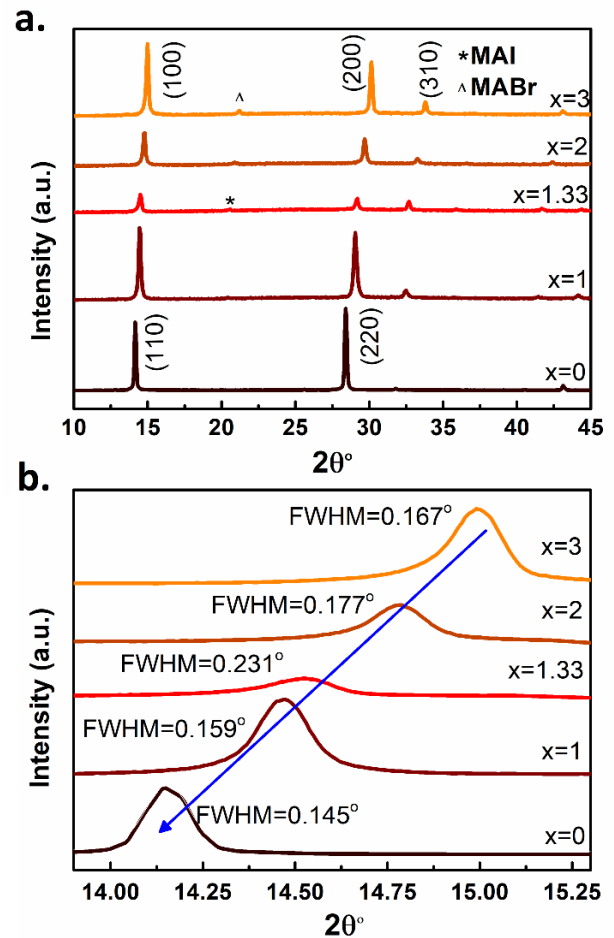 a.
*MAI
^MABr
(100)
(200)
(310)
^
x=3
x=2
*
x=1.33
x=1
(110)
(220)
x=0
Intensity (a.u.)
10 15 20 25 30 35 40 45
2θ°
b.
FWHM=0.167°
x=3
FWHM=0.177°
x=2
FWHM=0.231°
x=1.33
FWHM=0.159°
x=1
FWHM=0.145°
x=0
Intensity (a.u.)
14.00 14.25 14.50 14.75 15.00 15.25
2θ°